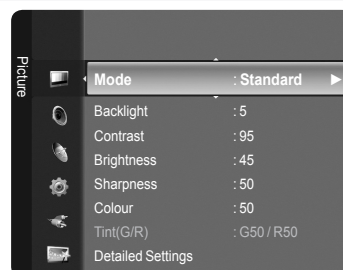 Picture
Mode : Standard
Backlight : 5
Contrast : 95
Brightness : 45
Sharpness : 50
Colour : 50
Tint(G/R) : G50 / R50
Detailed Settings